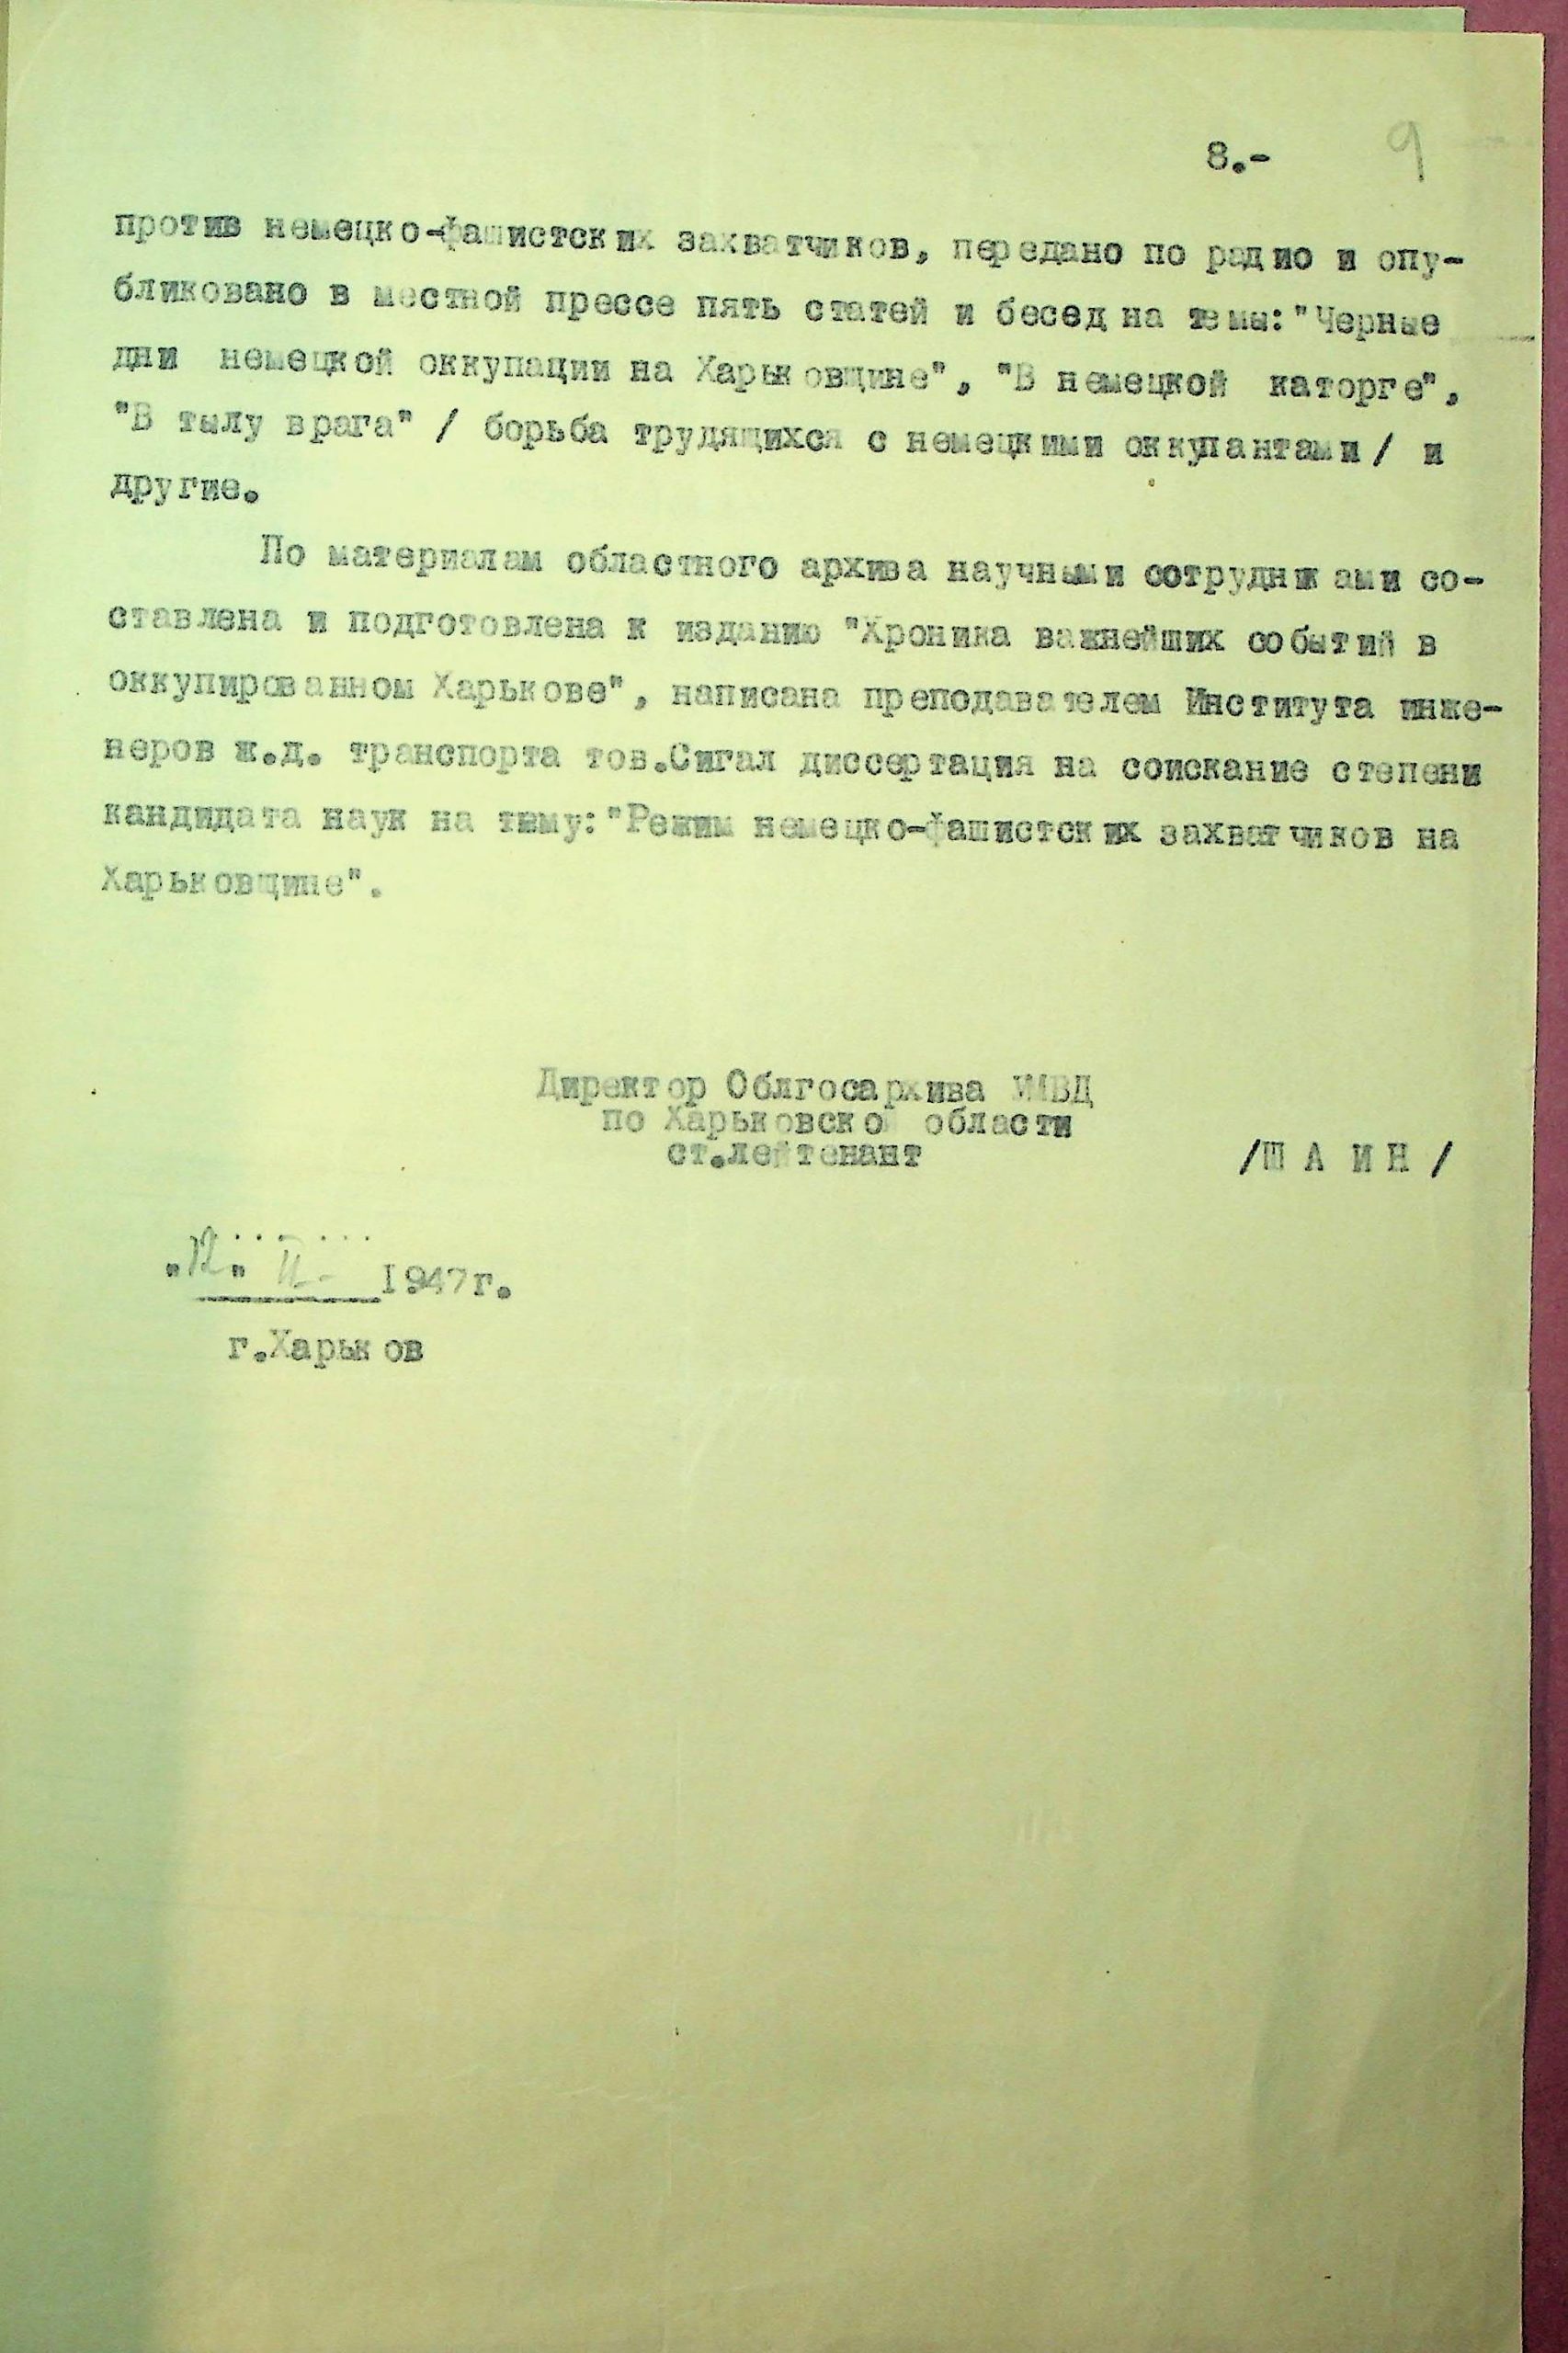 8.-
9
против немецко-фашистских захватчиков, передано по радио и опу-
бликовано в местной прессе пять статей и бесед на темы: "Черные
дни немецкой оккупации на Харьковщине", "В немецкой каторге",
"В тылу врага" / борьба трудящихся с немецкими оккупантами / и
другие.
По материалам областного архива научными сотрудниками со-
ставлена и подготовлена к изданию "Хроника важнейших событий в
оккупированном Харькове", написана преподавателем Института инже-
неров ж.д. транспорта тов.Сигал диссертация на соискание степени
кандидата наук на тему: "Режим немецко-фашистских захватчиков на
Харьковщине".
Директор Облгосархива УМВД
по Харьковской области
ст.лейтенант /Ш А И Н /
"12" II- 1947г.
г.Харьков